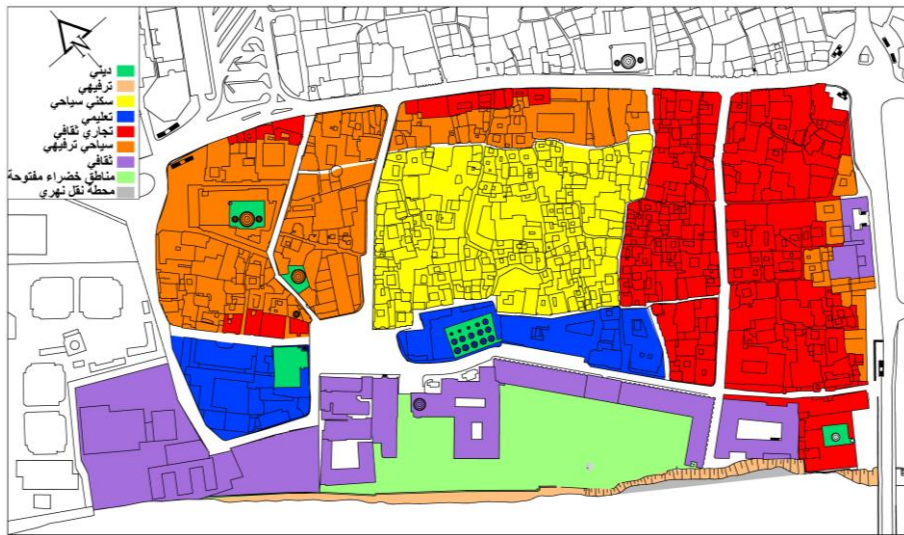 N
ديني
ترفيهي
سكني سياحي
تعليمي
تجاري ثقافي
سياحي ترفيهي
ثقافي
مناطق خضراء مفتوحة
محطة نقل نهري